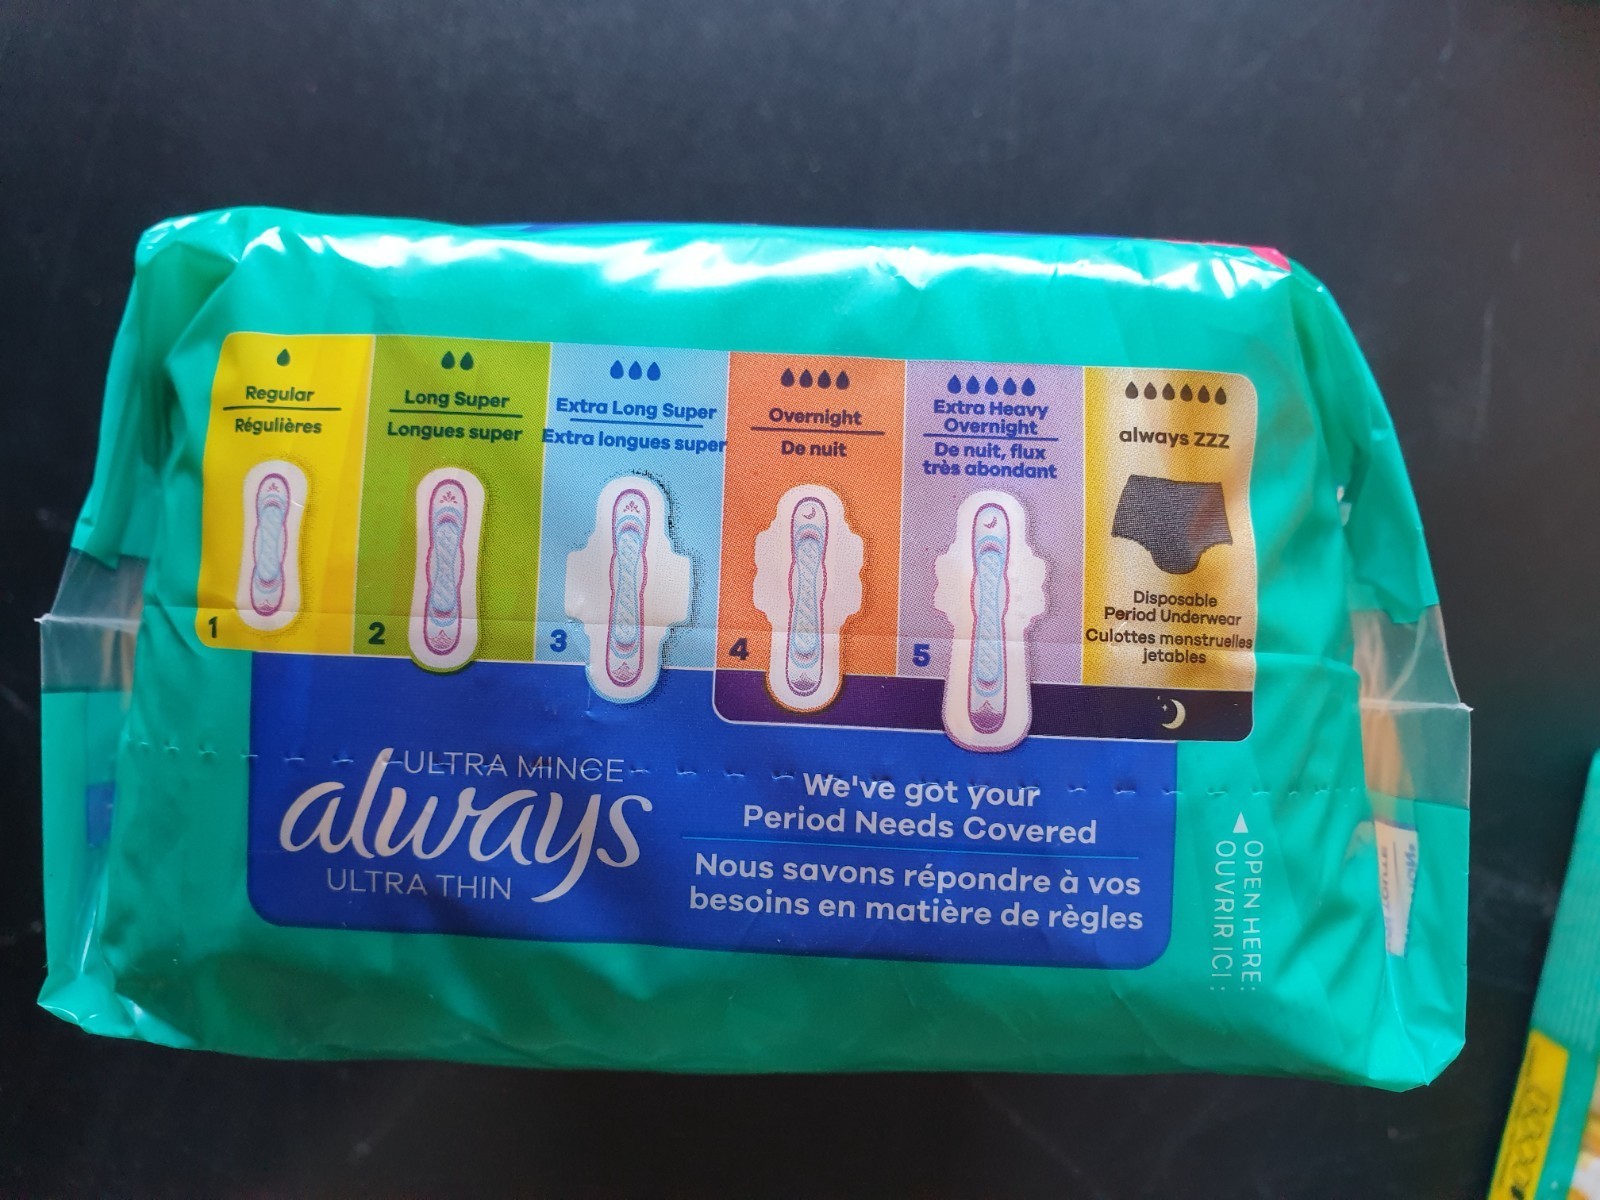 Regular
Régulières
1
Long Super
Longues super
2
Extra Long Super
Extra longues super
3
Overnight
De nuit
4
Extra Heavy
Overnight
De nuit, flux
très abondant
5
always ZZZ
Disposable
Period Underwear
Culottes menstruelles
jetables
ULTRA MINCE
always
ULTRA THIN
We've got your
Period Needs Covered
Nous savons répondre à vos
besoins en matière de règles
OPEN HERE:
OUVRIR ICI: